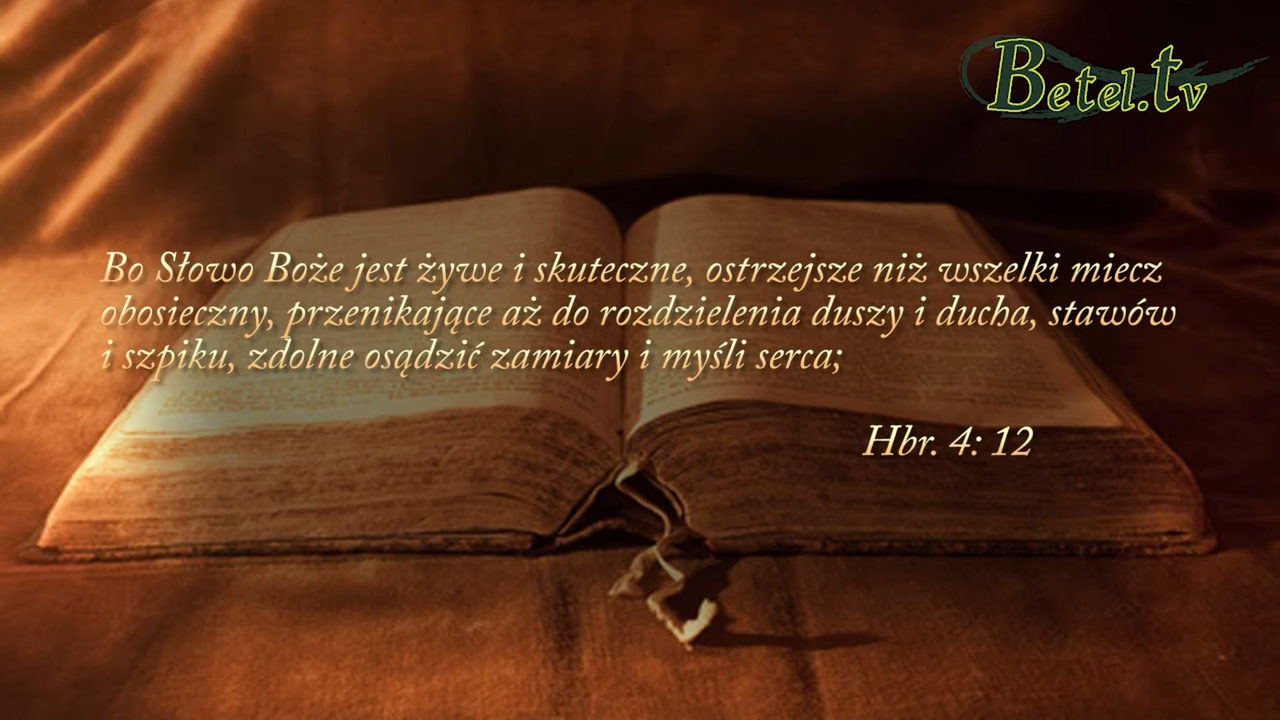 Betel.tv
Bo Słowo Boże jest żywe i skuteczne, ostrzejsze niż wszelki miecz
obosieczny, przenikające aż do rozdzielenia duszy i ducha, stawów
i szpiku, zdolne osądzić zamiary i myśli serca;
Hbr. 4: 12